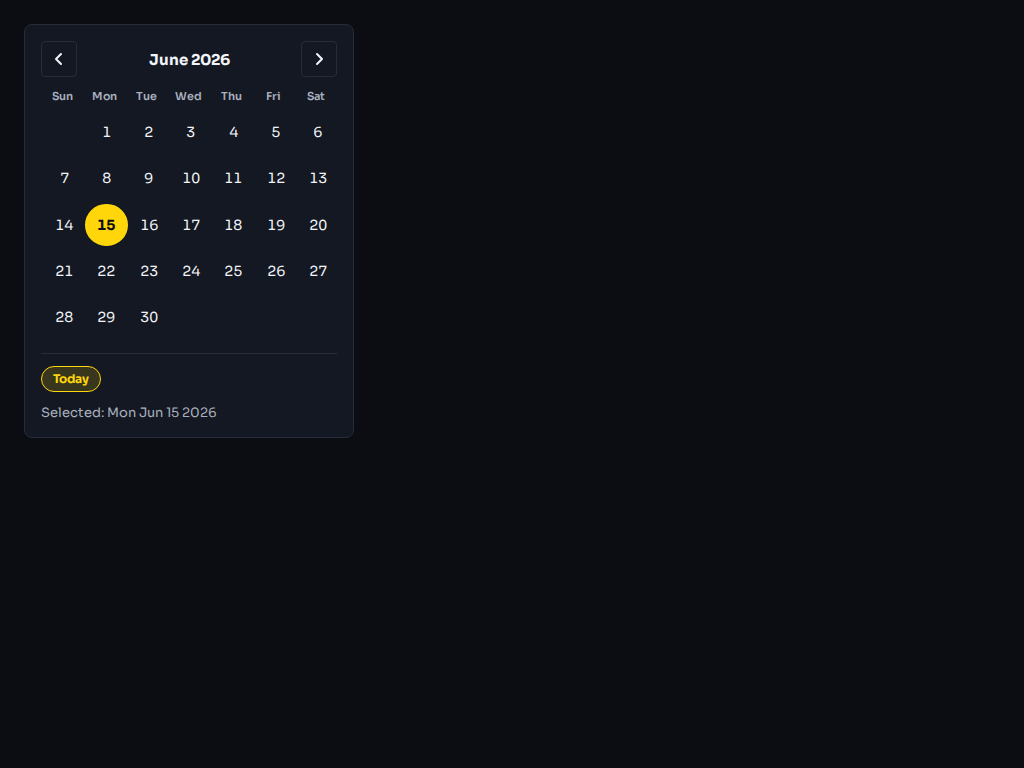 June 2026
Sun Mon Tue Wed Thu Fri Sat
1 2 3 4 5 6
7 8 9 10 11 12 13
14 15 16 17 18 19 20
21 22 23 24 25 26 27
28 29 30
Today
Selected: Mon Jun 15 2026